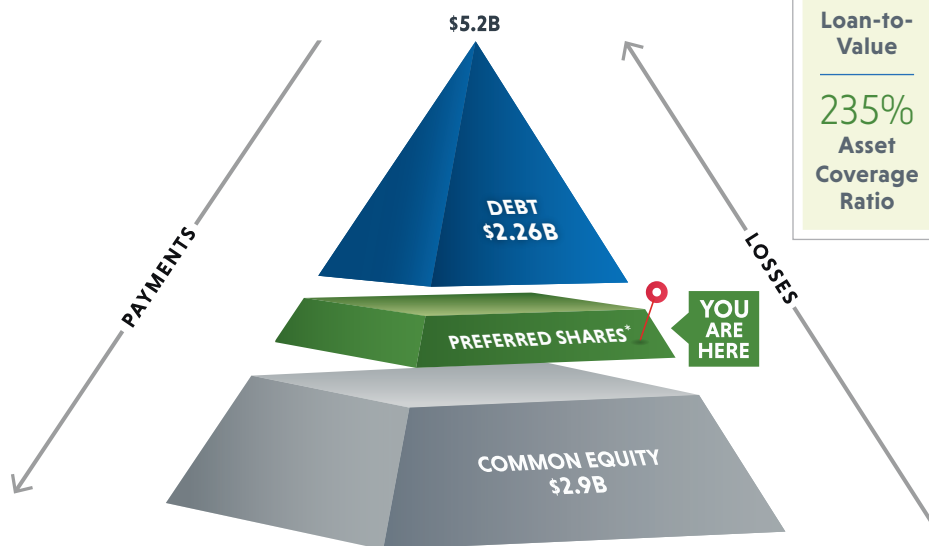 $5.2B
Loan-to-
Value
235%
Asset
Coverage
Ratio
PAYMENTS
LOSSES
DEBT
$2.26B
PREFERRED SHARES*
YOU
ARE
HERE
COMMON EQUITY
$2.9B